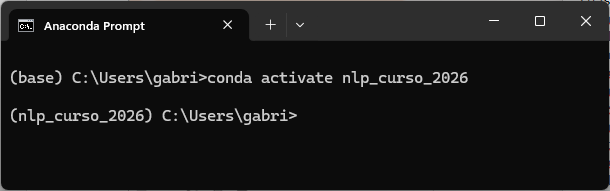 Anaconda Prompt
(base) C:\Users\gabri>conda activate nlp_curso_2026
(nlp_curso_2026) C:\Users\gabri>